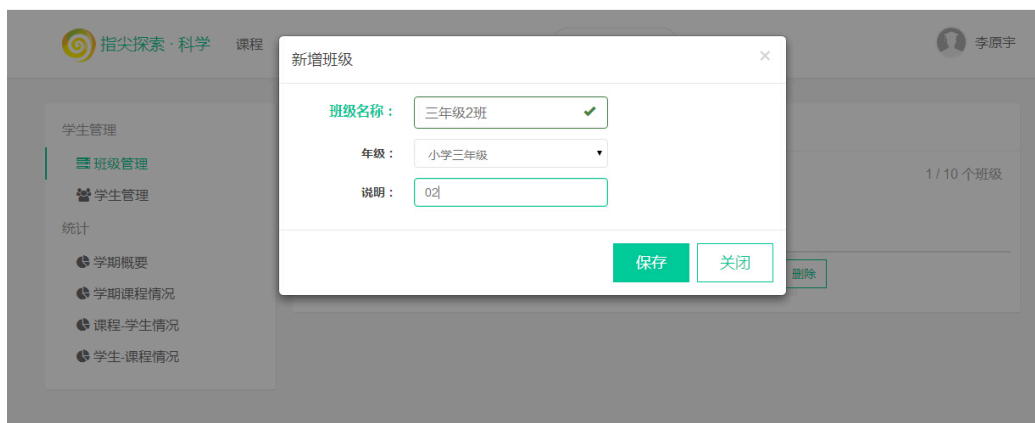 指尖探索·科学 课程
李原宇
新增班级 ×
班级名称： 三年级2班
年级： 小学三年级
说明： 02
保存 关闭
学生管理
班级管理
学生管理
统计
学期概要
学期课程情况
课程-学生情况
学生-课程情况
1 / 10 个班级
删除